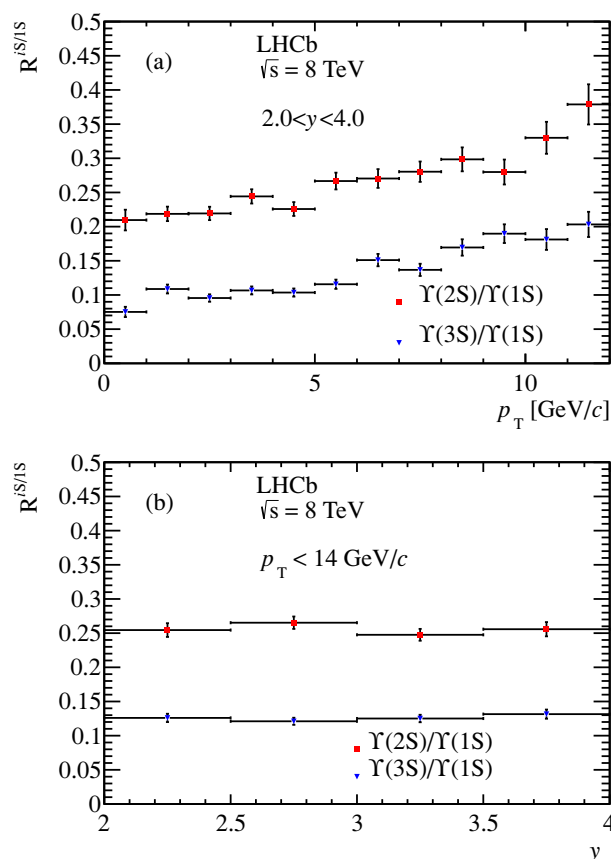 R^{iS/1S}
0.5
0.45
0.4
0.35
0.3
0.25
0.2
0.15
0.1
0.05
0
(a)
LHCb
√s = 8 TeV
2.0<y<4.0
ϒ(2S)/ϒ(1S)
ϒ(3S)/ϒ(1S)
0 5 10
p_T [GeV/c]
R^{iS/1S}
0.5
0.45
0.4
0.35
0.3
0.25
0.2
0.15
0.1
0.05
0
(b)
LHCb
√s = 8 TeV
p_T < 14 GeV/c
ϒ(2S)/ϒ(1S)
ϒ(3S)/ϒ(1S)
2 2.5 3 3.5 4
y